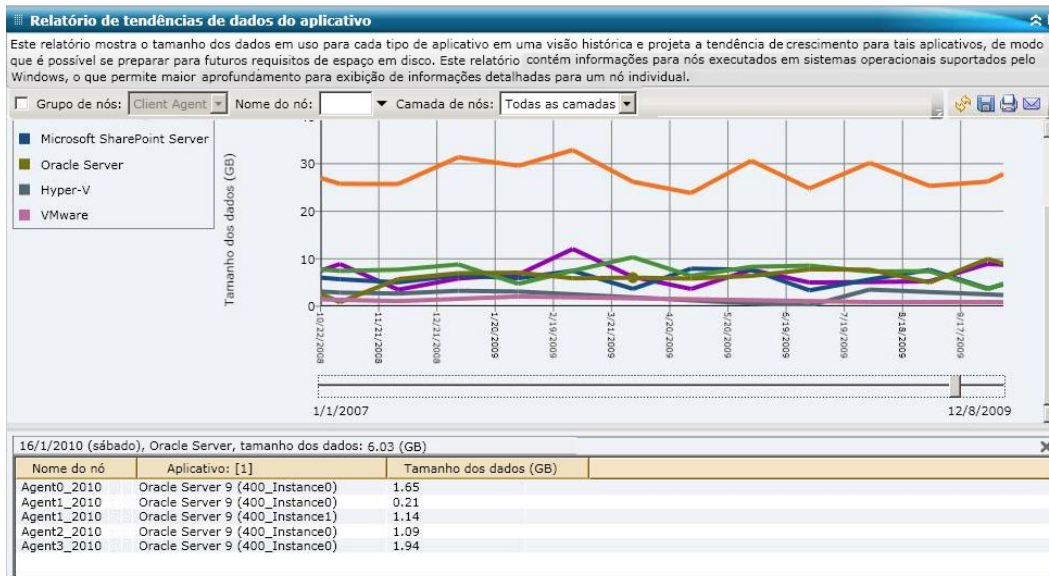 Relatório de tendências de dados do aplicativo
Este relatório mostra o tamanho dos dados em uso para cada tipo de aplicativo em uma visão histórica e projeta a tendência de crescimento para tais aplicativos, de modo
que é possível se preparar para futuros requisitos de espaço em disco. Este relatório contém informações para nós executados em sistemas operacionais suportados pelo
Windows, o que permite maior aprofundamento para exibição de informações detalhadas para um nó individual.
Grupo de nós: Client Agent Nome do nó: Camada de nós: Todas as camadas
Microsoft SharePoint Server
Oracle Server
Hyper-V
VMware
Tamanho dos dados (GB)
30
20
10
0
10/22/2008
11/21/2008
12/21/2008
1/20/2009
2/19/2009
3/21/2009
4/20/2009
5/20/2009
6/19/2009
7/19/2009
8/18/2009
9/17/2009
1/1/2007 12/8/2009
16/1/2010 (sábado), Oracle Server, tamanho dos dados: 6.03 (GB)
Nome do nó Aplicativo: [1] Tamanho dos dados (GB)
Agent0_2010 Oracle Server 9 (400_Instance0) 1.65
Agent1_2010 Oracle Server 9 (400_Instance0) 0.21
Agent1_2010 Oracle Server 9 (400_Instance1) 1.14
Agent2_2010 Oracle Server 9 (400_Instance0) 1.09
Agent3_2010 Oracle Server 9 (400_Instance0) 1.94